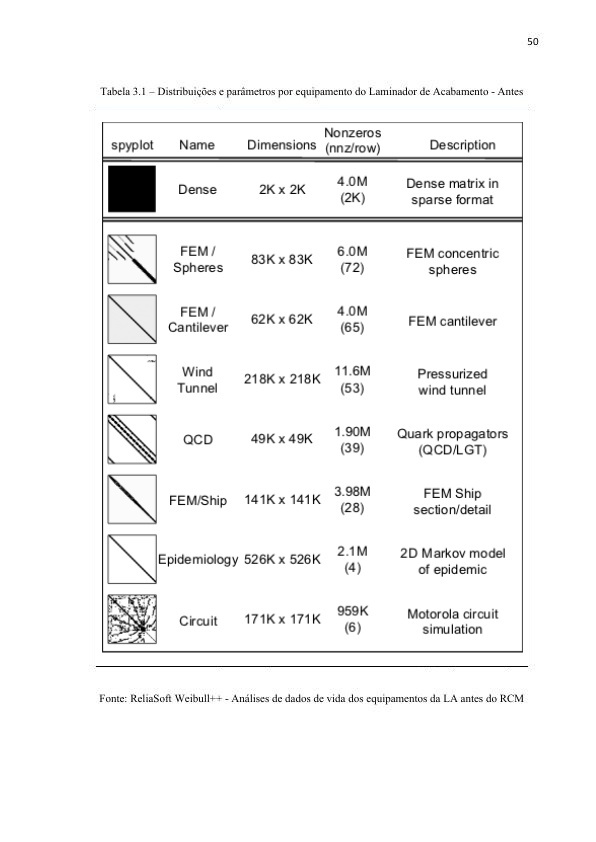 50
Tabela 3.1 – Distribuições e parâmetros por equipamento do Laminador de Acabamento - Antes
spyplot Name Dimensions Nonzeros (nnz/row) Description
Dense 2K x 2K 4.0M (2K) Dense matrix in sparse format
FEM / Spheres 83K x 83K 6.0M (72) FEM concentric spheres
FEM / Cantilever 62K x 62K 4.0M (65) FEM cantilever
Wind Tunnel 218K x 218K 11.6M (53) Pressurized wind tunnel
QCD 49K x 49K 1.90M (39) Quark propagators (QCD/LGT)
FEM/Ship 141K x 141K 3.98M (28) FEM Ship section/detail
Epidemiology 526K x 526K 2.1M (4) 2D Markov model of epidemic
Circuit 171K x 171K 959K (6) Motorola circuit simulation
Fonte: ReliaSoft Weibull++ - Análises de dados de vida dos equipamentos da LA antes do RCM